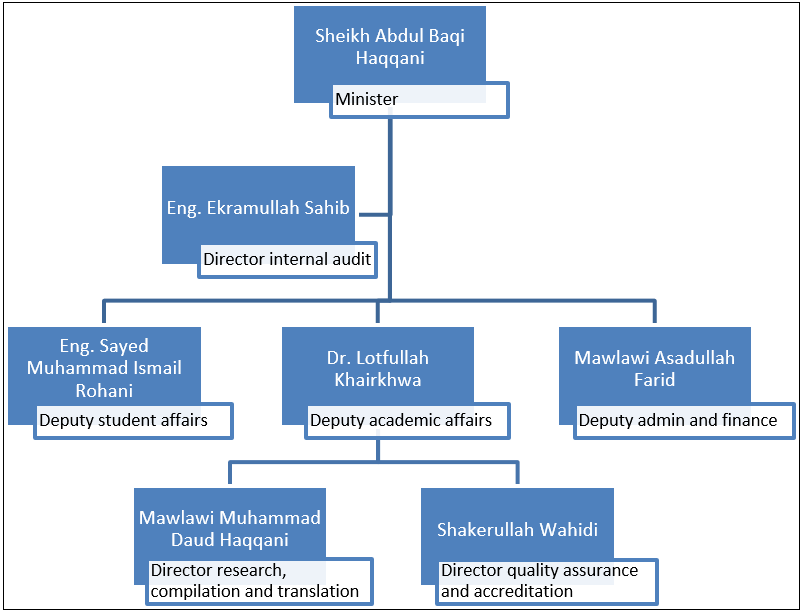 Sheikh Abdul Baqi
Haqqani
Minister
Eng. Ekramullah Sahib
Director internal audit
Eng. Sayed
Muhammad Ismail
Rohani
Deputy student affairs
Dr. Lotfullah
Khairkhwa
Deputy academic affairs
Mawlawi Asadullah
Farid
Deputy admin and finance
Mawlawi Muhammad
Daud Haqqani
Director research,
compilation and translation
Shakerullah Wahidi
Director quality assurance
and accreditation